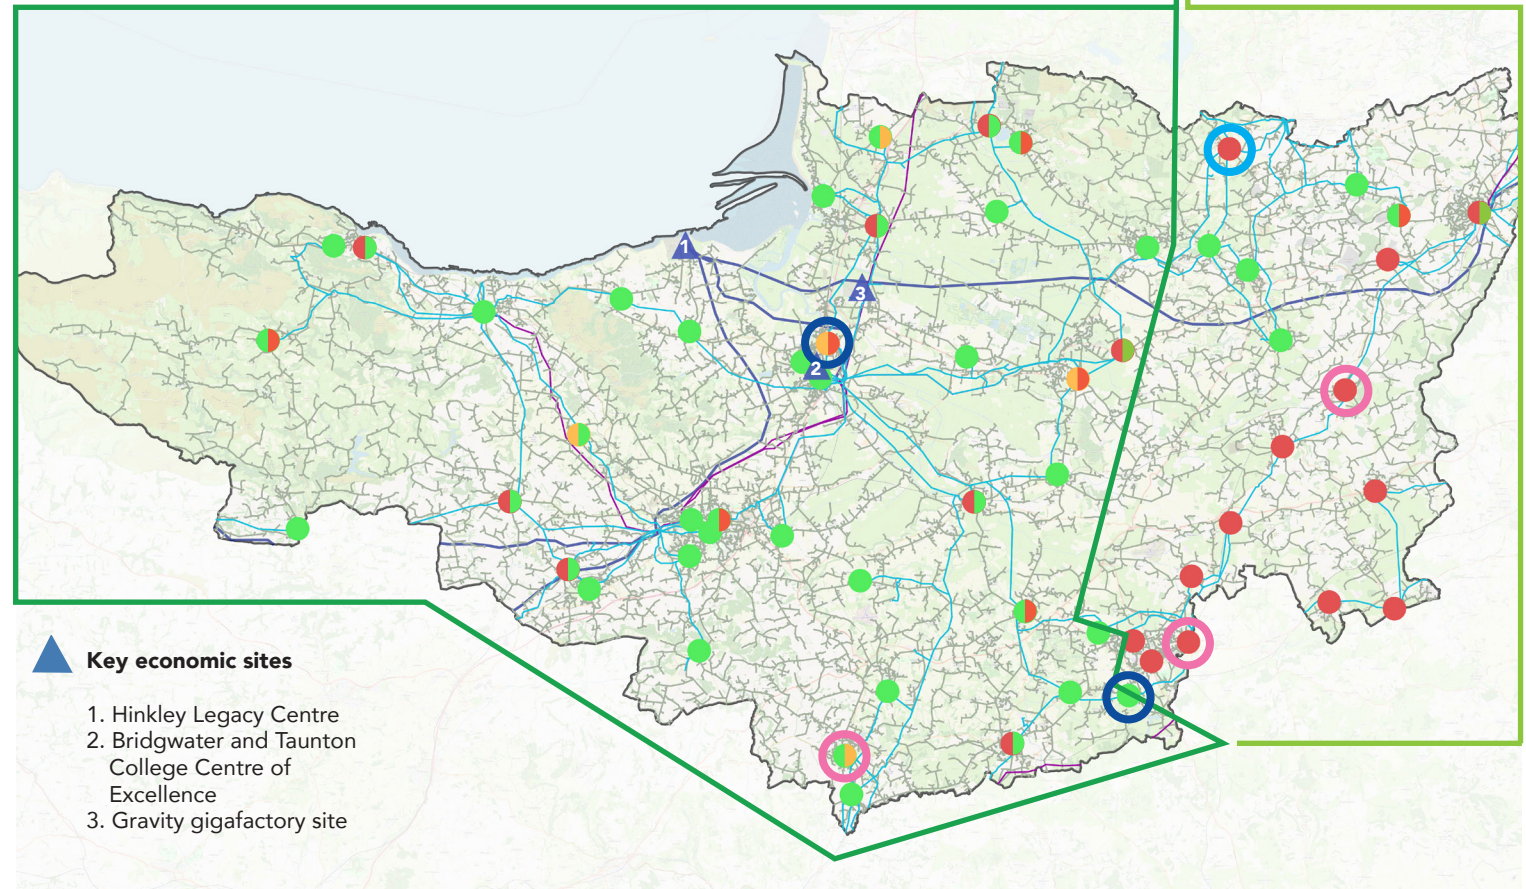 1
3
2
Key economic sites
1. Hinkley Legacy Centre
2. Bridgwater and Taunton
College Centre of
Excellence
3. Gravity gigafactory site